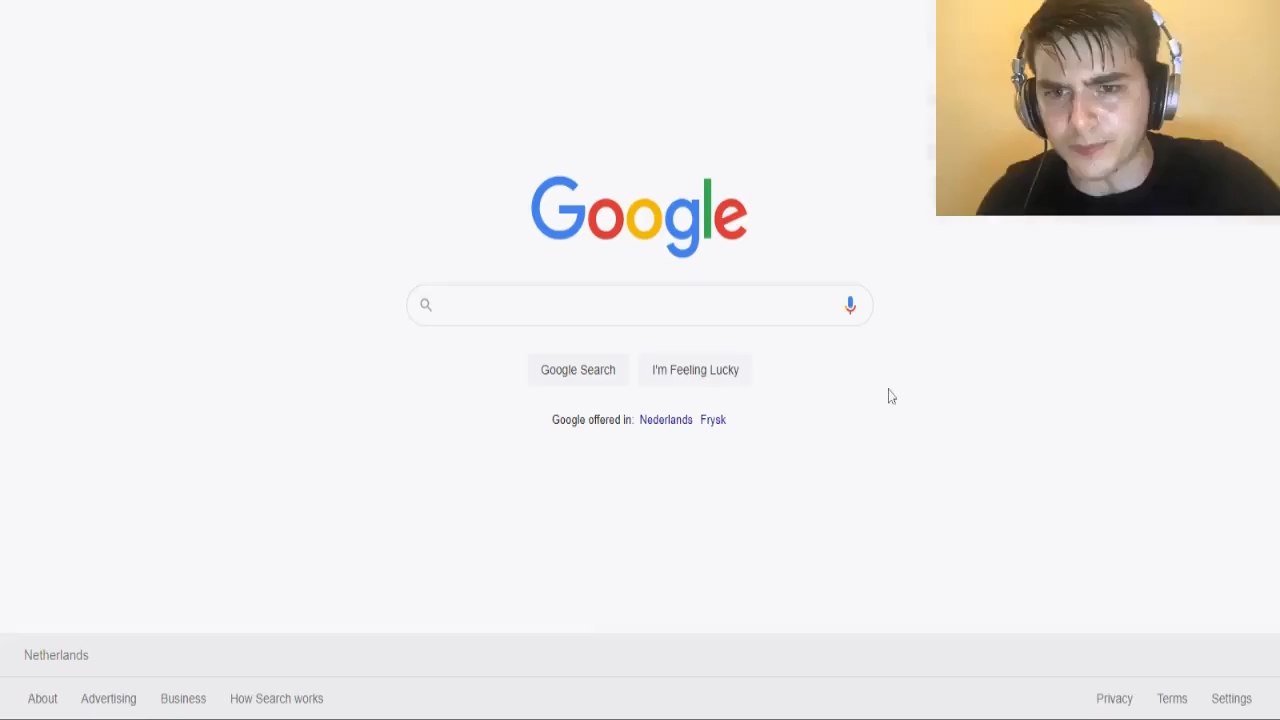 Google
Google Search
I'm Feeling Lucky
Google offered in: Nederlands Frysk
Netherlands
About Advertising Business How Search works
Privacy Terms Settings